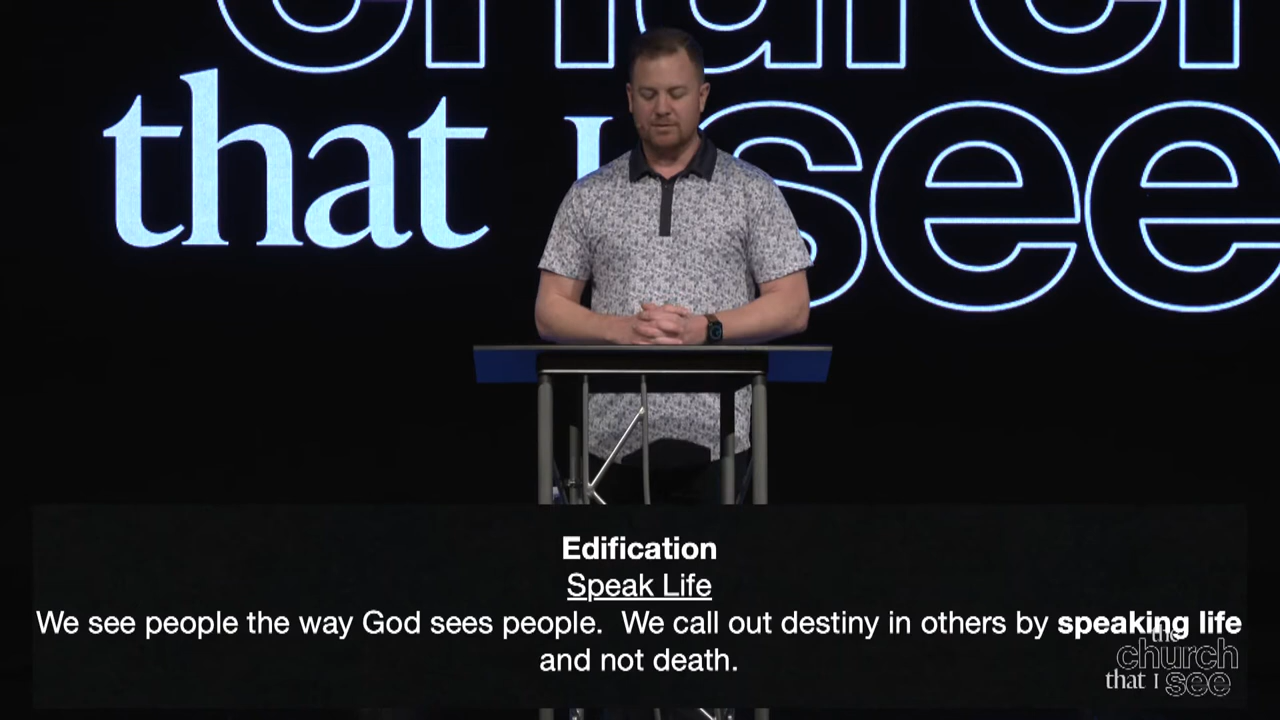 church
that I see
Edification
Speak Life
We see people the way God sees people.  We call out destiny in others by speaking life
and not death.
the
church
that I see